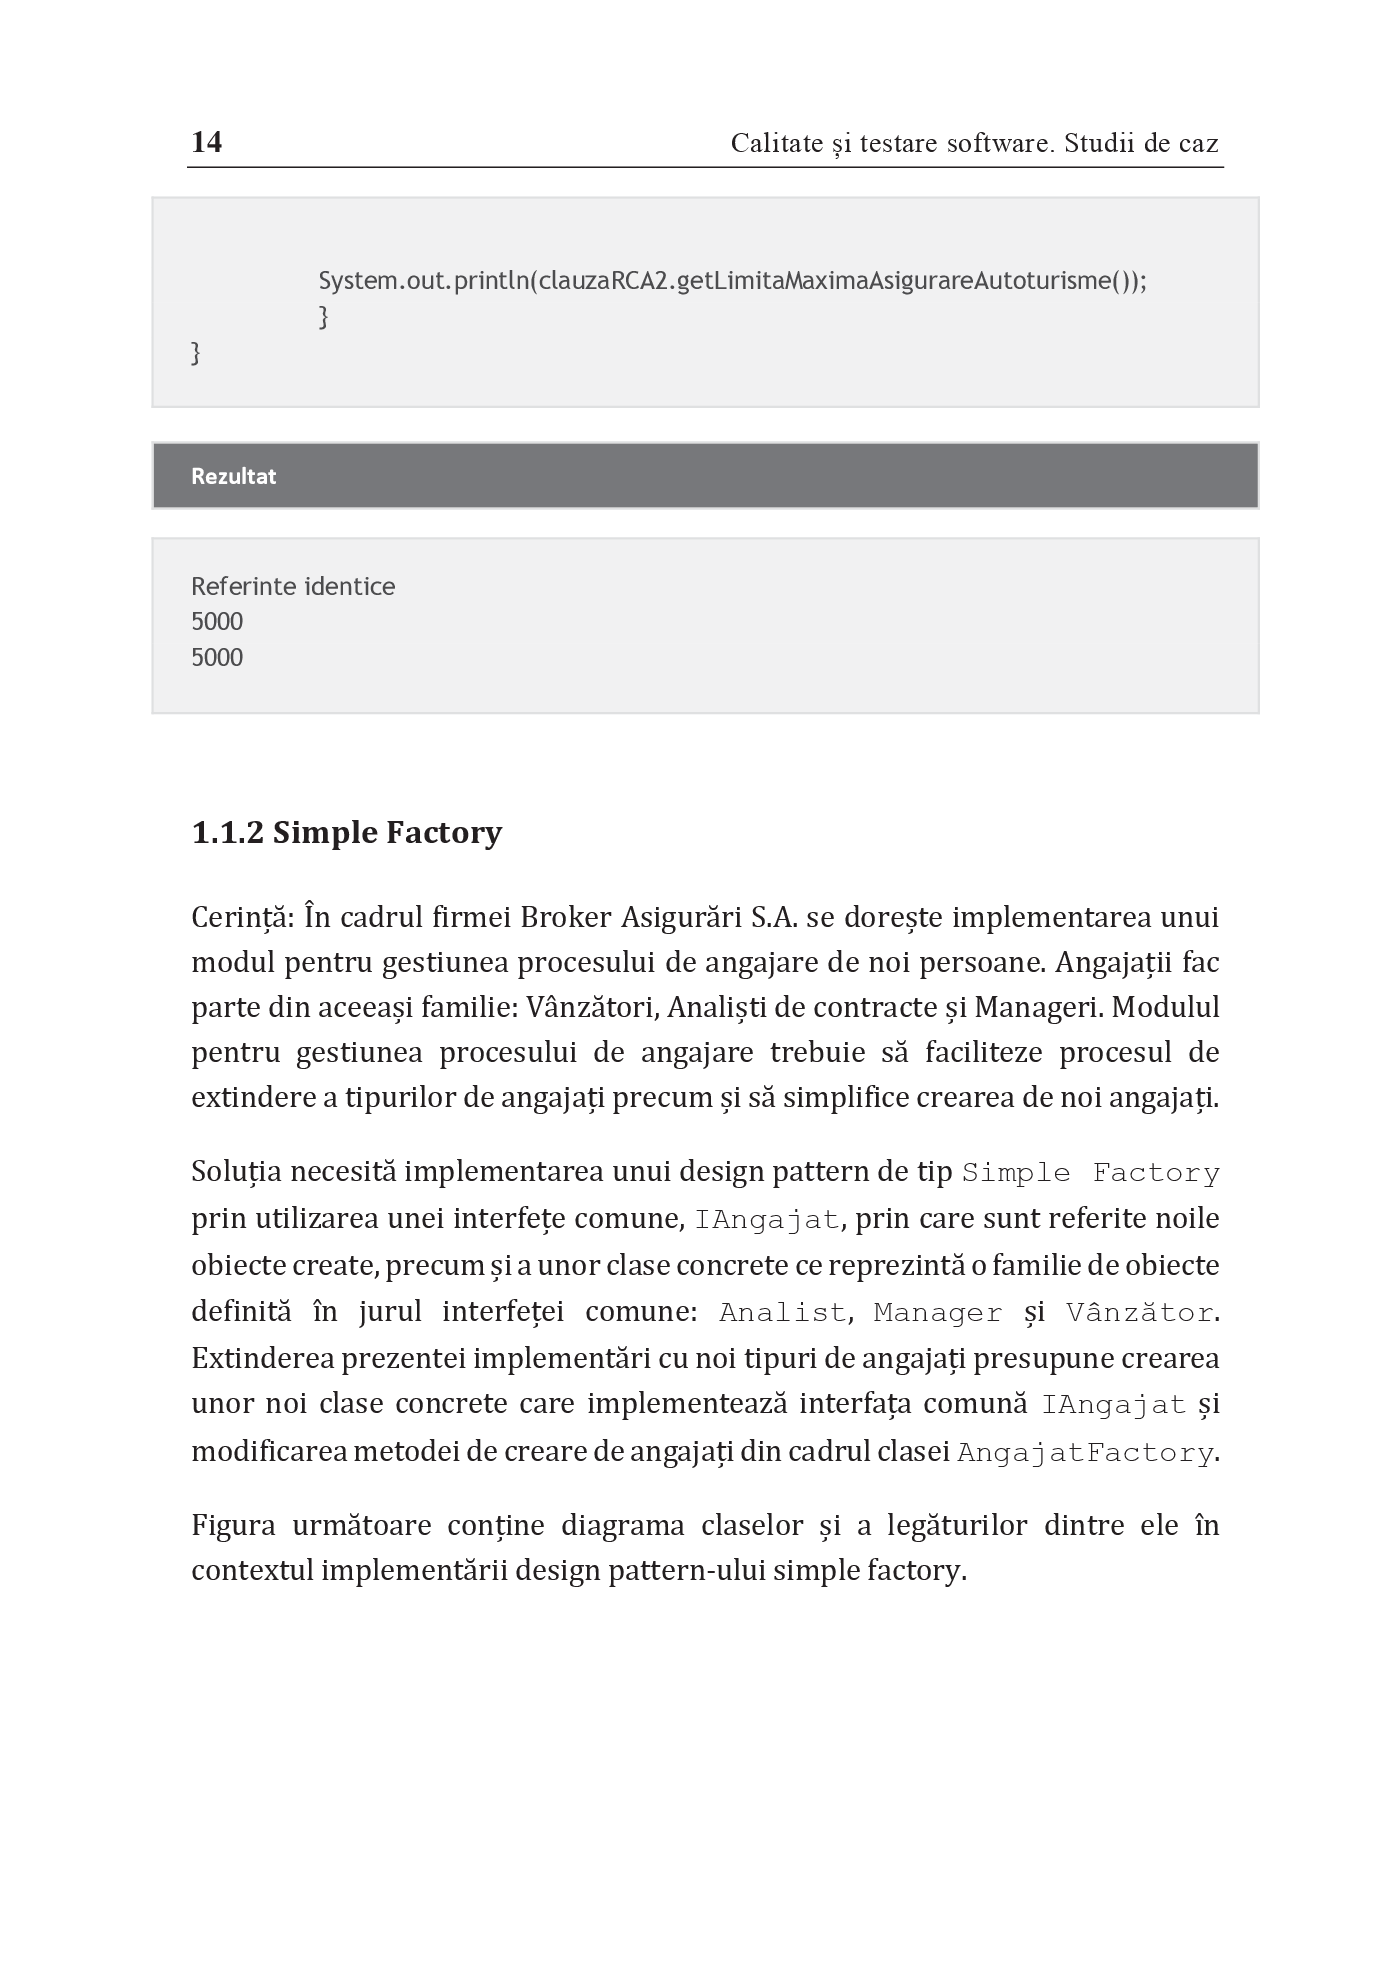 14 Calitate și testare software. Studii de caz
System.out.println(clauzaRCA2.getLimitaMaximaAsigurareAutoturisme());
}
}
Rezultat
Referinte identice
5000
5000
1.1.2 Simple Factory
Cerință: În cadrul firmei Broker Asigurări S.A. se dorește implementarea unui
modul pentru gestiunea procesului de angajare de noi persoane. Angajații fac
parte din aceeași familie: Vânzători, Analiști de contracte și Manageri. Modulul
pentru gestiunea procesului de angajare trebuie să faciliteze procesul de
extindere a tipurilor de angajați precum și să simplifice crearea de noi angajați.
Soluția necesită implementarea unui design pattern de tip Simple Factory
prin utilizarea unei interfețe comune, IAngajat, prin care sunt referite noile
obiecte create, precum și a unor clase concrete ce reprezintă o familie de obiecte
definită în jurul interfeței comune: Analist, Manager și Vânzător.
Extinderea prezentei implementări cu noi tipuri de angajați presupune crearea
unor noi clase concrete care implementează interfața comună IAngajat și
modificarea metodei de creare de angajați din cadrul clasei AngajatFactory.
Figura următoare conține diagrama claselor și a legăturilor dintre ele în
contextul implementării design pattern-ului simple factory.